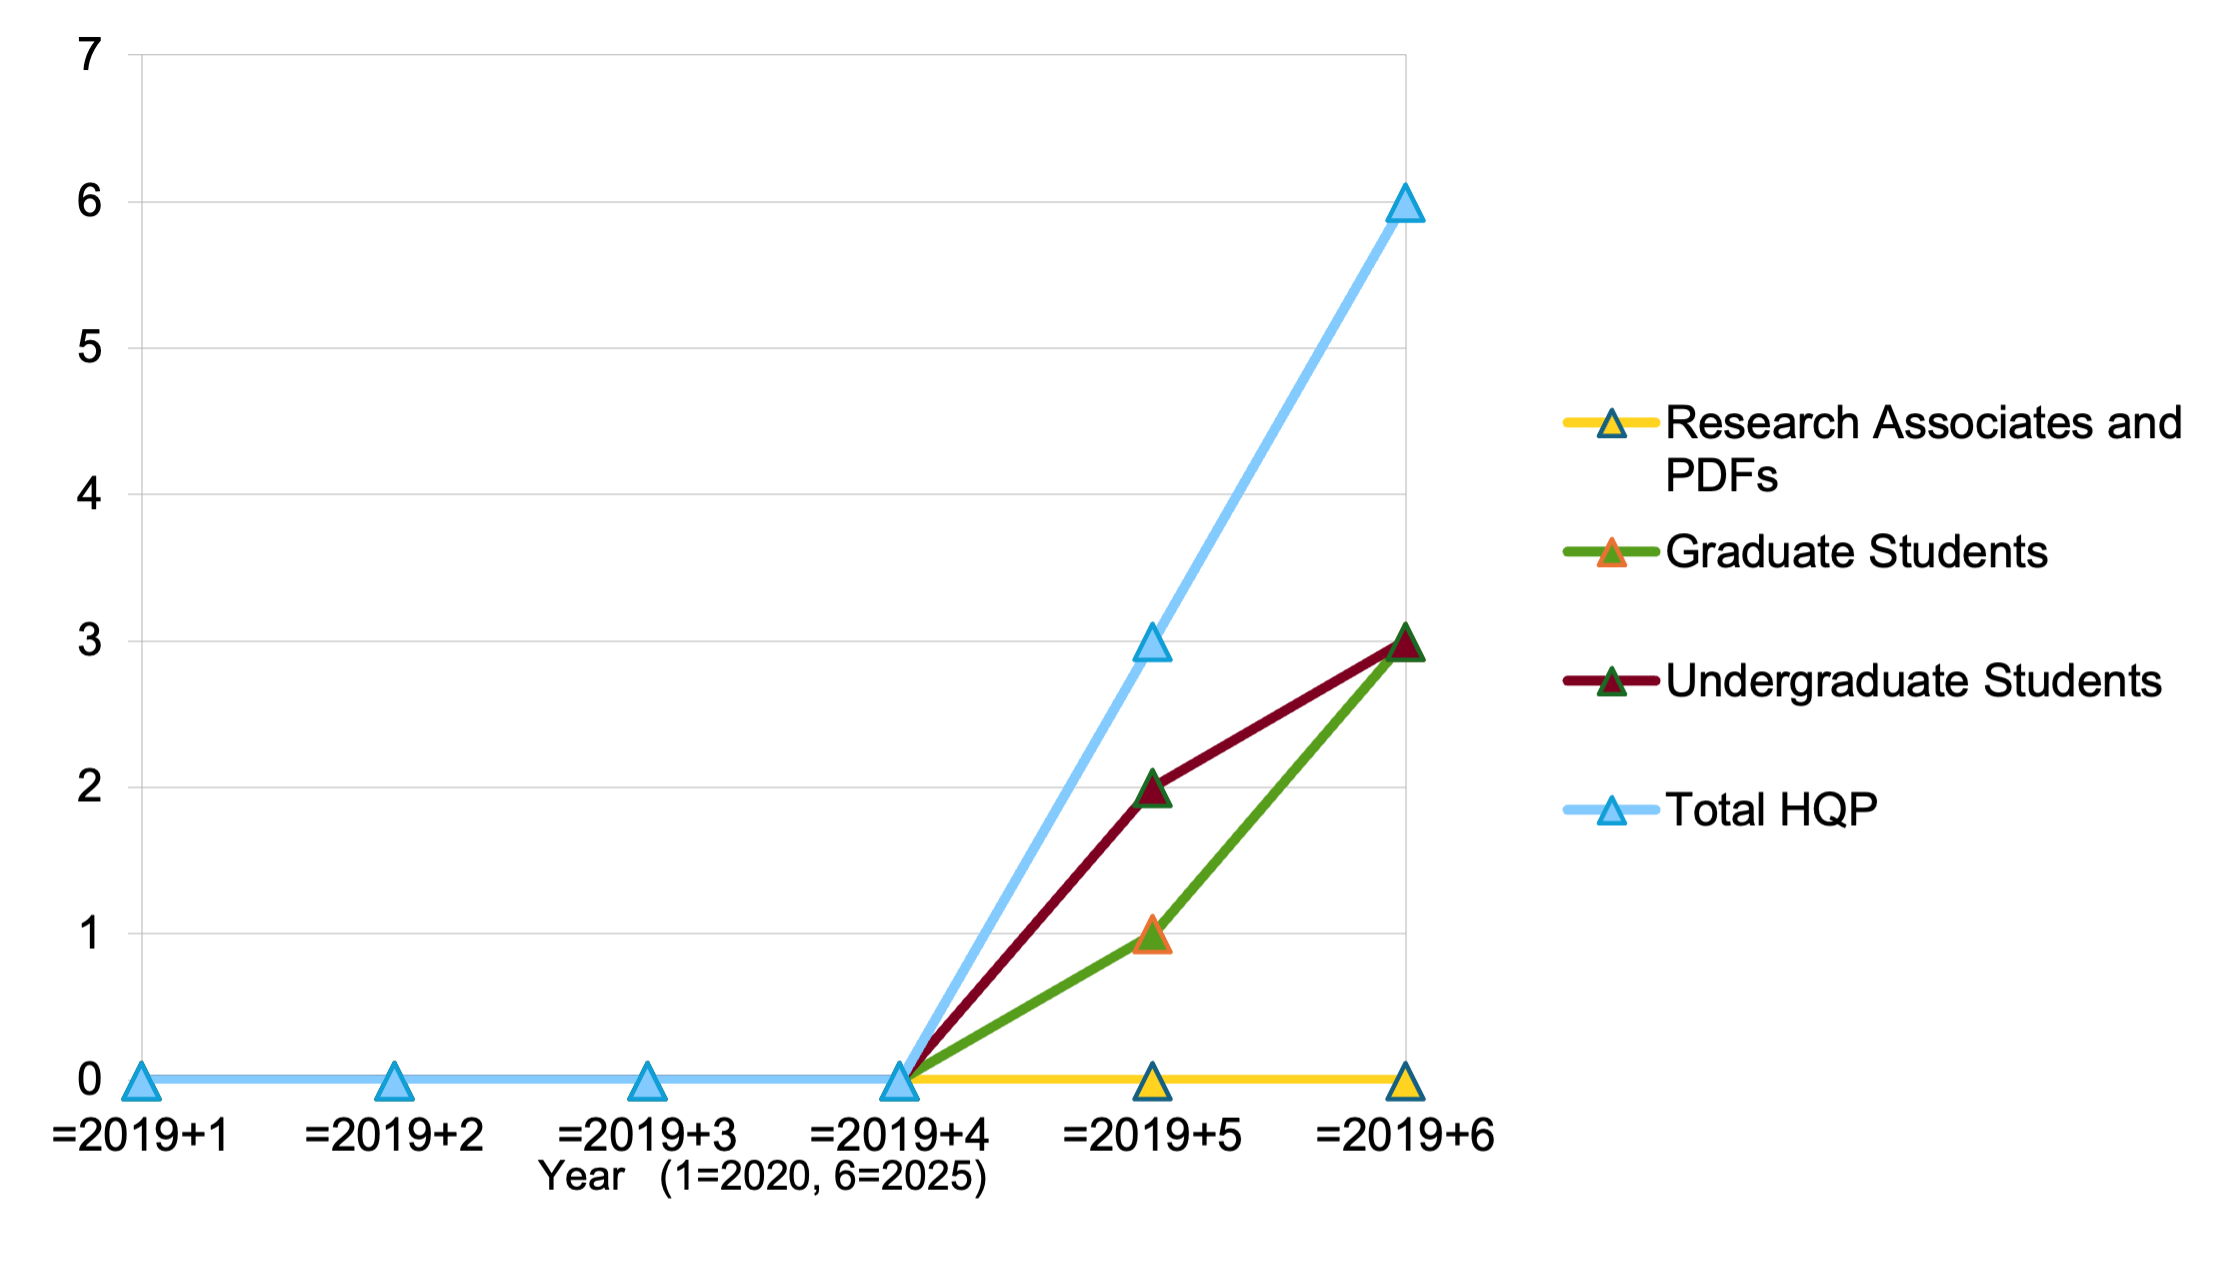 7
6
5
4
3
2
1
0
=2019+1 =2019+2 =2019+3 =2019+4 =2019+5 =2019+6
Year (1=2020, 6=2025)
Research Associates and
PDFs
Graduate Students
Undergraduate Students
Total HQP